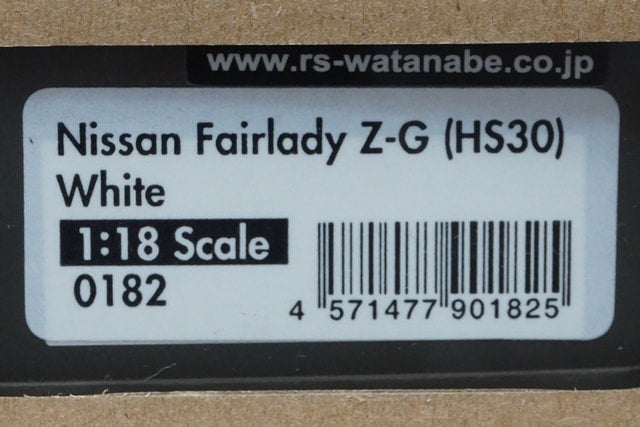 www.rs-watanabe.co.jp
Nissan Fairlady Z-G (HS30)
White
1:18 Scale
0182
4 571477 901825